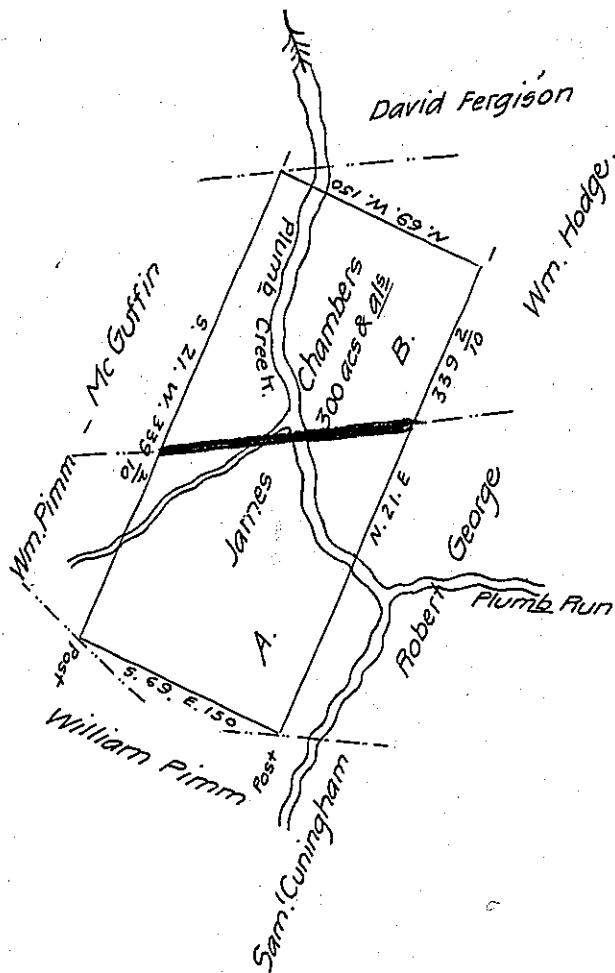 David Fergison
N. 69. W. 150
Wm. Hodge.
Plumb Creek.
Chambers
300 acs & als
B.
339 2/10
Wm. Pimm - McGuffin
S. 21. W. 339 2/10
James
N. 21. E
George
Robert
Plumb Run
A.
Post
S. 69. E. 150
William Pimm
Post
Sam.l Cuningham